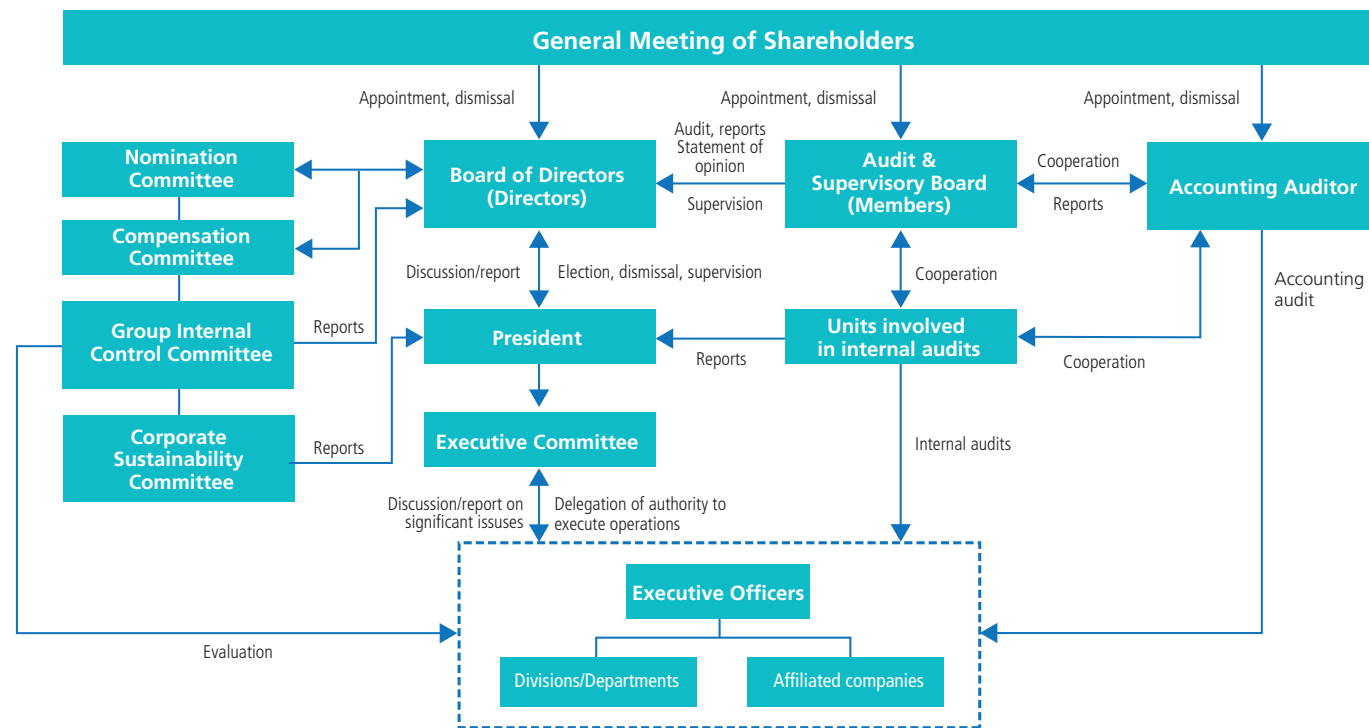 General Meeting of Shareholders
Appointment, dismissal
Appointment, dismissal
Appointment, dismissal
Nomination
Committee
Compensation
Committee
Group Internal
Control Committee
Corporate
Sustainability
Committee
Board of Directors
(Directors)
Audit, reports
Statement of
opinion
Supervision
Audit &
Supervisory Board
(Members)
Cooperation
Reports
Accounting Auditor
Discussion/report
Election, dismissal, supervision
Cooperation
Accounting
audit
Reports
President
Reports
Units involved
in internal audits
Cooperation
Reports
Executive Committee
Internal audits
Discussion/report on
significant issuses
Delegation of authority to
execute operations
Executive Officers
Evaluation
Divisions/Departments
Affiliated companies